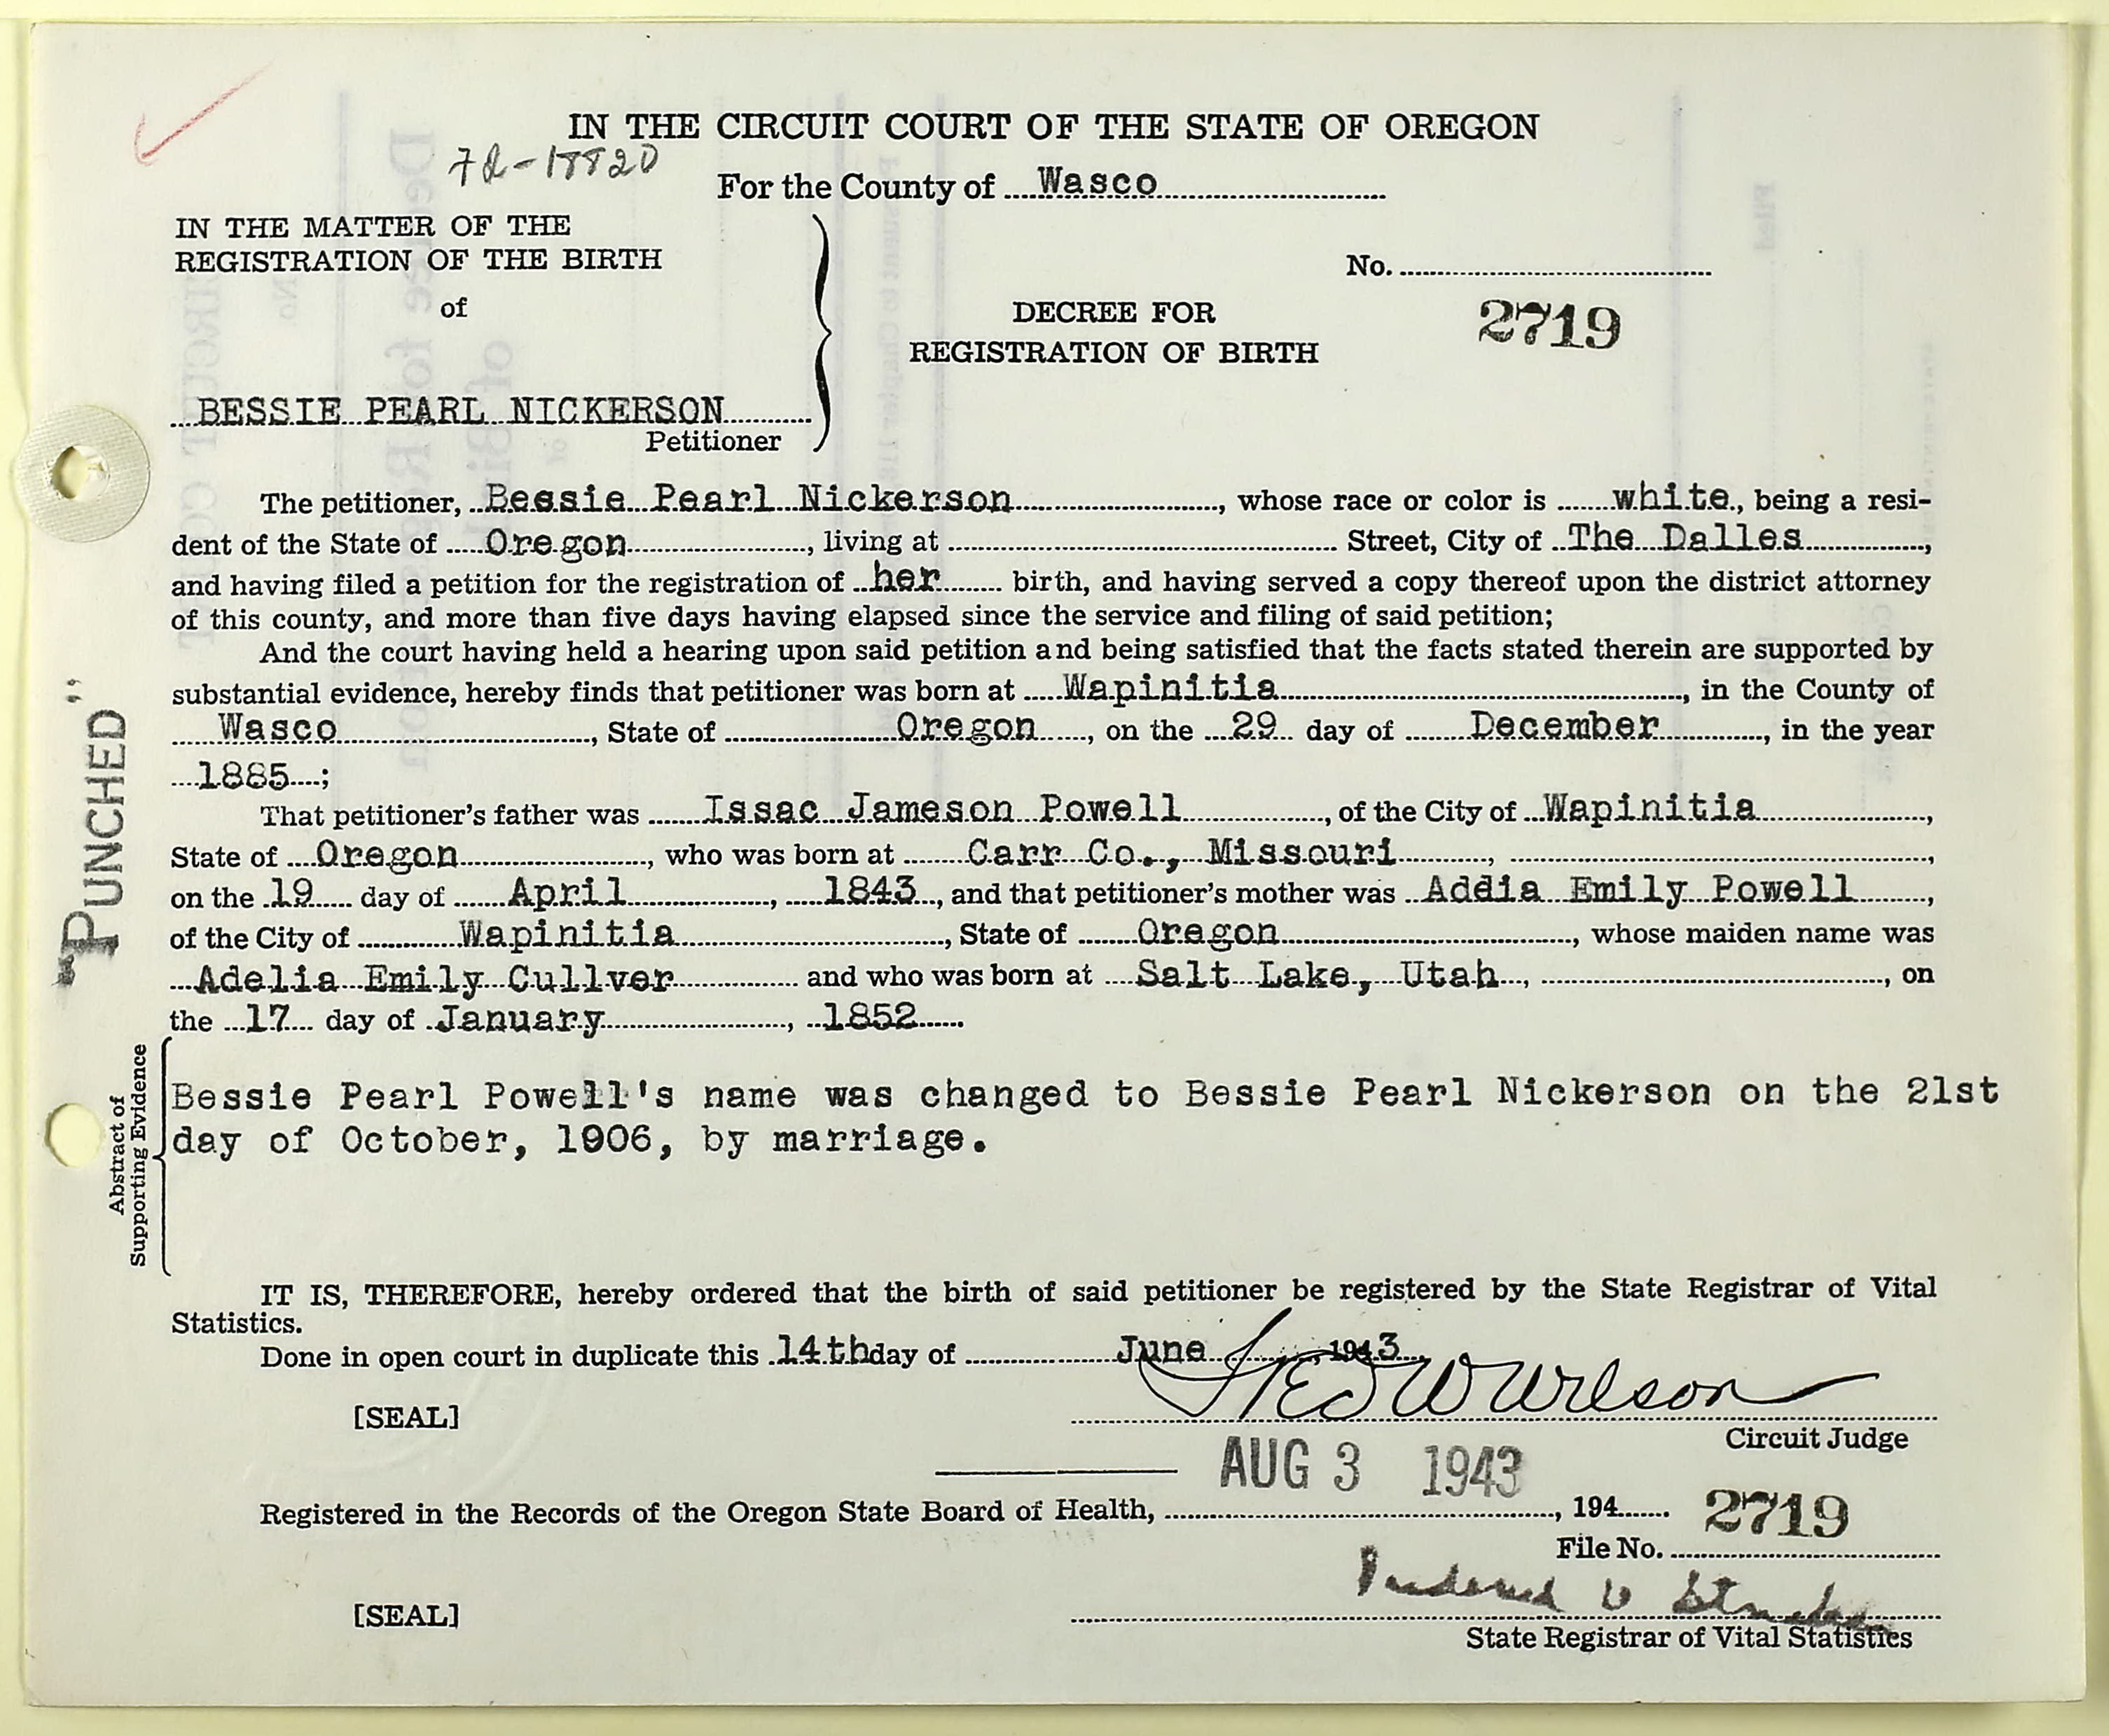 IN THE CIRCUIT COURT OF THE STATE OF OREGON
72-18820
For the County of Wasco
IN THE MATTER OF THE
REGISTRATION OF THE BIRTH
of
BESSIE PEARL NICKERSON
Petitioner
DECREE FOR
REGISTRATION OF BIRTH
No.
2719
The petitioner, Bessie Pearl Nickerson, whose race or color is white, being a resi-
dent of the State of Oregon, living at Street, City of The Dalles,
and having filed a petition for the registration of her birth, and having served a copy thereof upon the district attorney
of this county, and more than five days having elapsed since the service and filing of said petition;
And the court having held a hearing upon said petition and being satisfied that the facts stated therein are supported by
substantial evidence, hereby finds that petitioner was born at Wapinitia, in the County of
Wasco, State of Oregon, on the 29 day of December, in the year
1885;
That petitioner's father was Issac Jameson Powell, of the City of Wapinitia,
State of Oregon, who was born at Carr Co., Missouri, ,
on the 19 day of April, 1843, and that petitioner's mother was Addia Emily Powell,
of the City of Wapinitia, State of Oregon, whose maiden name was
Adelia Emily Cullver and who was born at Salt Lake, Utah, , on
the 17 day of January, 1852
"PUNCHED"
Abstract of
Supporting Evidence
Bessie Pearl Powell's name was changed to Bessie Pearl Nickerson on the 21st
day of October, 1906, by marriage.
IT IS, THEREFORE, hereby ordered that the birth of said petitioner be registered by the State Registrar of Vital
Statistics.
Done in open court in duplicate this 14th day of June, 1943
[SEAL]
Fred W Wilson
Circuit Judge
AUG 3 1943
Registered in the Records of the Oregon State Board of Health, , 194
2719
File No.
[SEAL]
State Registrar of Vital Statistics